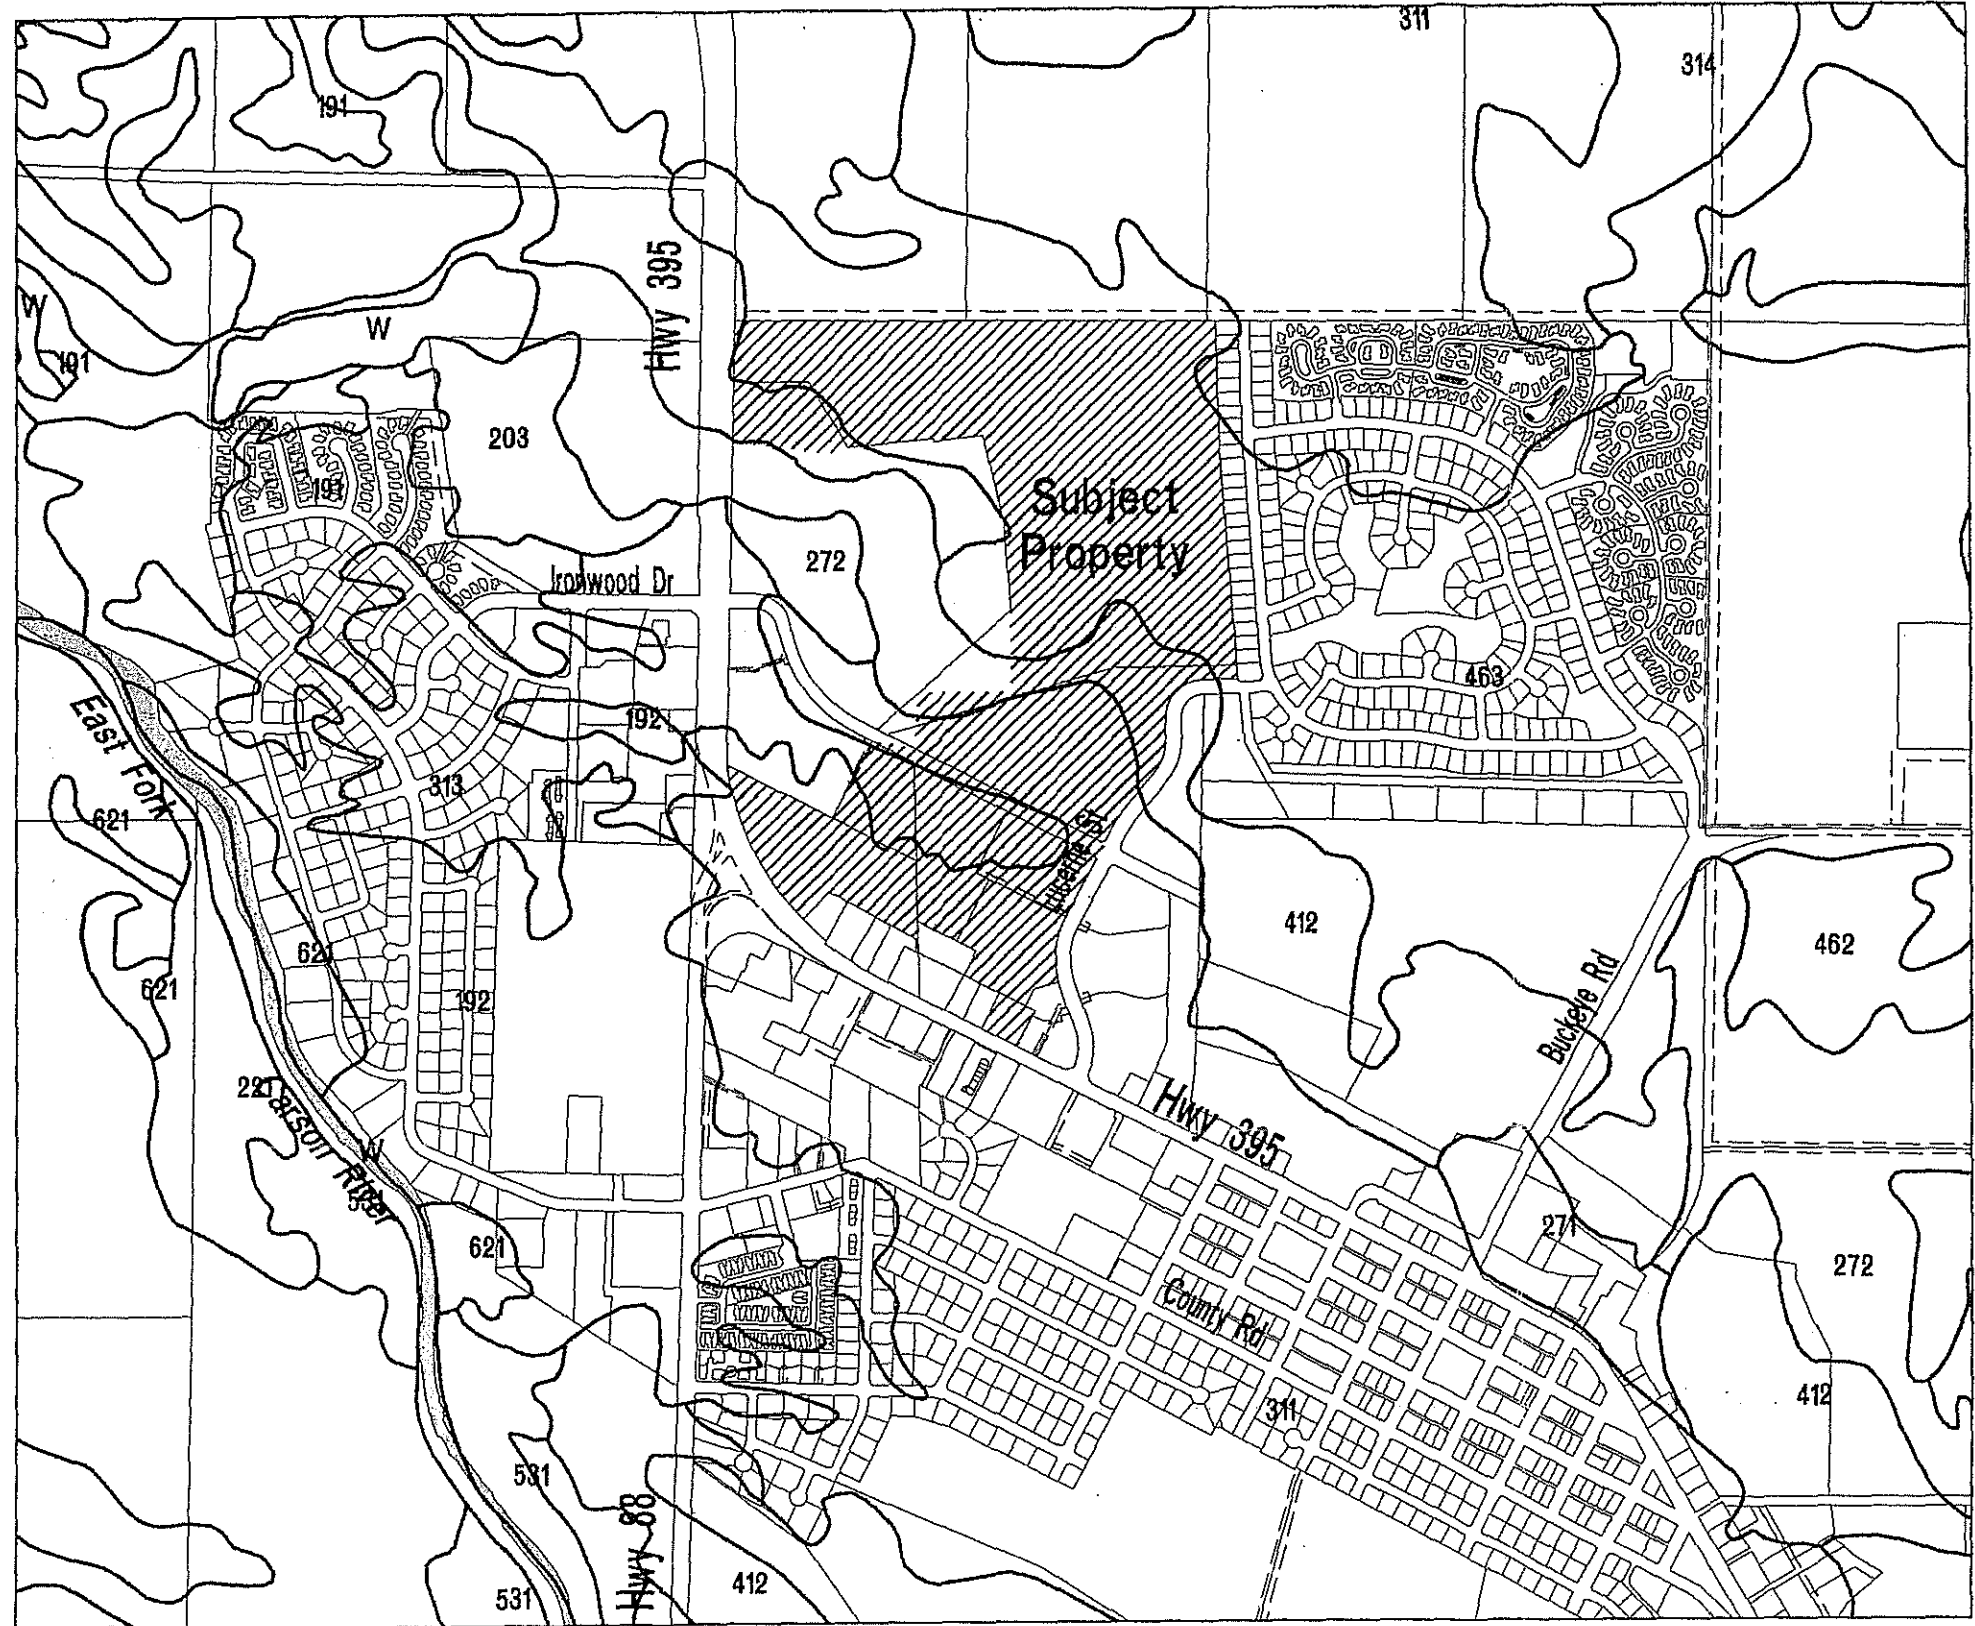 311
314
191
Hwy 395
W
W
191
203
191
Subject
Property
272
Ironwood Dr
463
192
313
East Fork
621
Lucerne St
412
462
621
621
192
Buckeye Rd
221
Carson River
W
Hwy 395
271
621
272
County Rd
412
311
531
Hwy 88
412
531